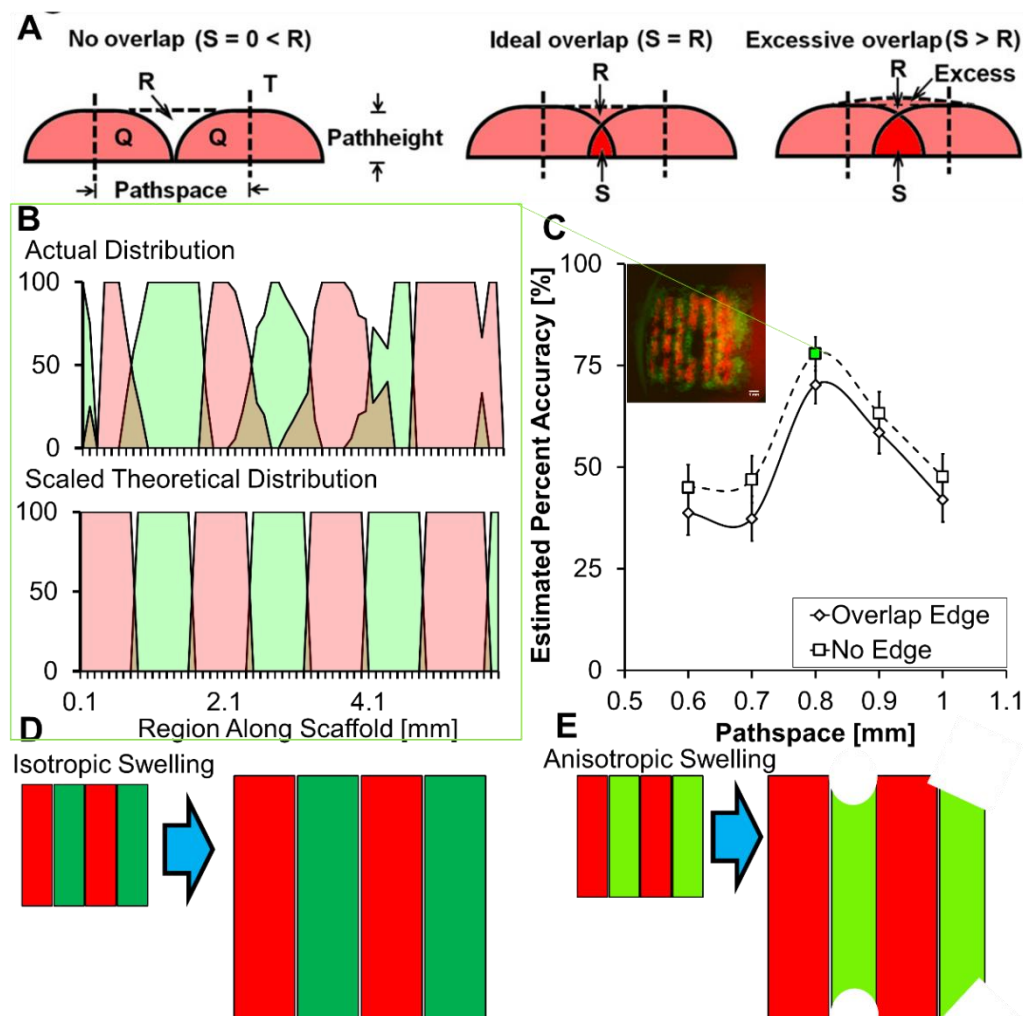 A
No overlap (S = 0 < R)
Ideal overlap (S = R)
Excessive overlap (S > R)
R
T
R
R
Excess
Q
Q
Pathheight
Pathspace
S
S
B
Actual Distribution
100
50
0
Scaled Theoretical Distribution
100
50
0
0.1
2.1
4.1
Region Along Scaffold [mm]
C
Estimated Percent Accuracy [%]
100
75
50
25
0
Overlap Edge
No Edge
0.5
0.6
0.7
0.8
0.9
1
1.1
Pathspace [mm]
D
Isotropic Swelling
E
Anisotropic Swelling